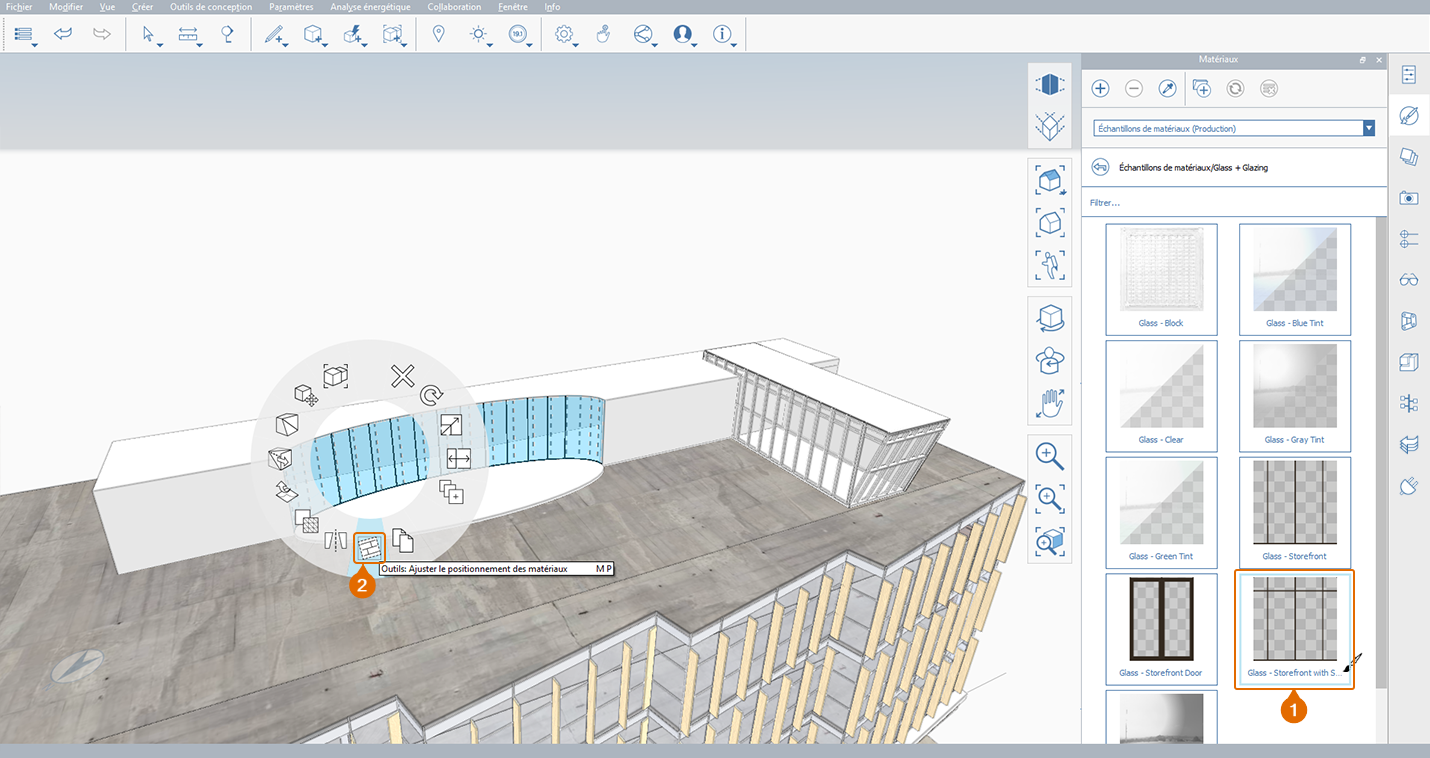 Fichier Modifier Vue Créer Outils de conception Paramètres Analyse énergétique Collaboration Fenêtre Info
19.1
Matériaux
Échantillons de matériaux (Production)
Échantillons de matériaux/Glass + Glazing
Filtrer...
Glass - Block
Glass - Blue Tint
Glass - Clear
Glass - Gray Tint
Glass - Green Tint
Glass - Storefront
Glass - Storefront Door
Glass - Storefront with S...
1
2
Outils: Ajuster le positionnement des matériaux M P